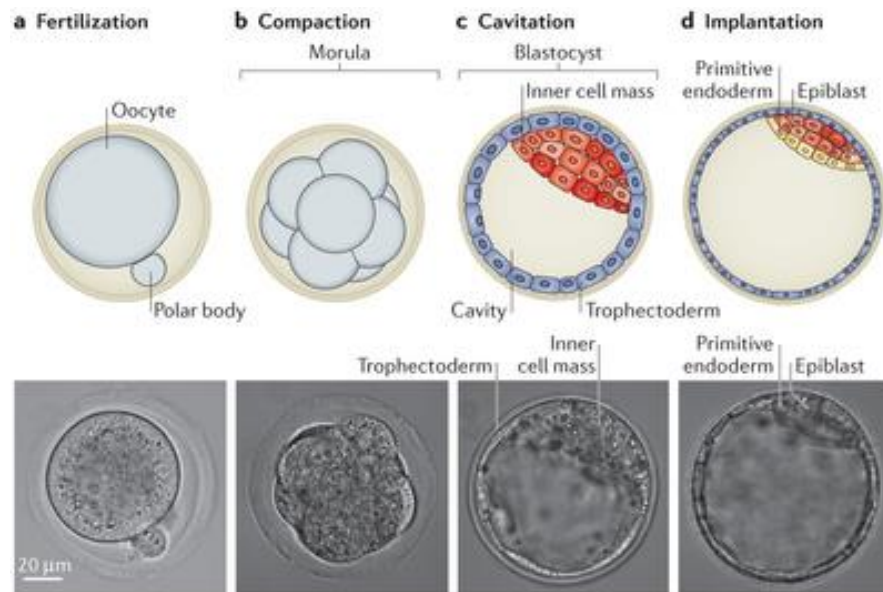 a Fertilization
b Compaction
c Cavitation
d Implantation
Morula
Blastocyst
Oocyte
Inner cell mass
Primitive
endoderm
Epiblast
Polar body
Cavity
Trophectoderm
Trophectoderm
Inner
cell mass
Primitive
endoderm
Epiblast
20 μm